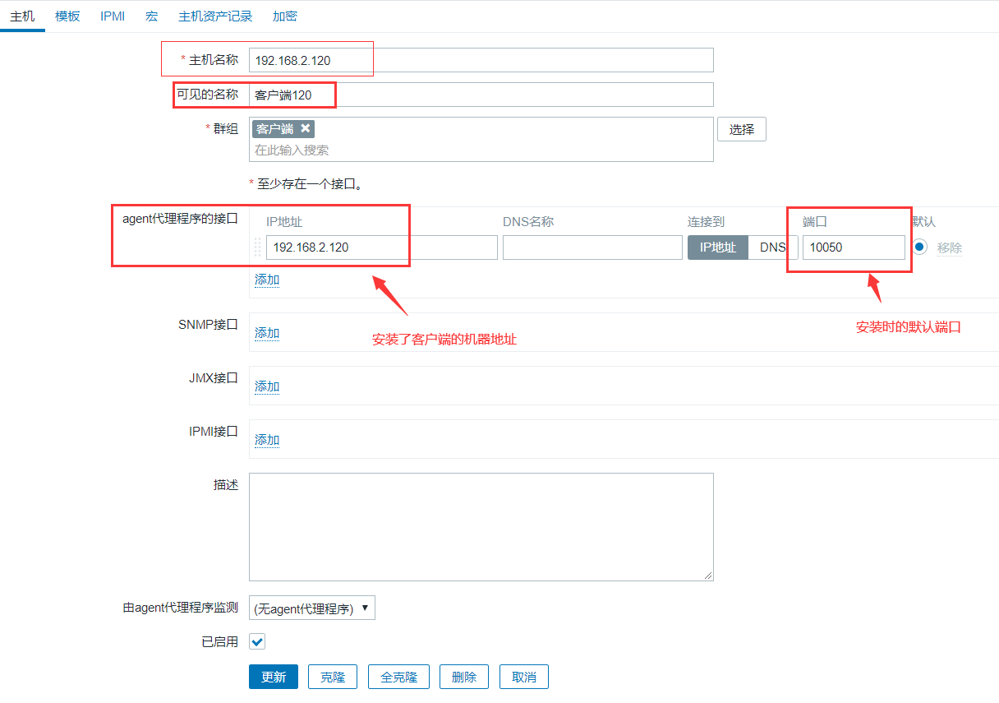 主机 模板 IPMI 宏 主机资产记录 加密
* 主机名称 192.168.2.120
可见的名称 客户端120
* 群组 客户端 ✖ 选择
在此输入搜索
* 至少存在一个接口。
agent代理程序的接口 IP地址 DNS名称 连接到 端口 默认
192.168.2.120 IP地址 DNS 10050 移除
添加
SNMP接口 添加
安装了客户端的机器地址 安装时的默认端口
JMX接口 添加
IPMI接口 添加
描述
由agent代理程序监测 (无agent代理程序)
已启用
更新 克隆 全克隆 删除 取消